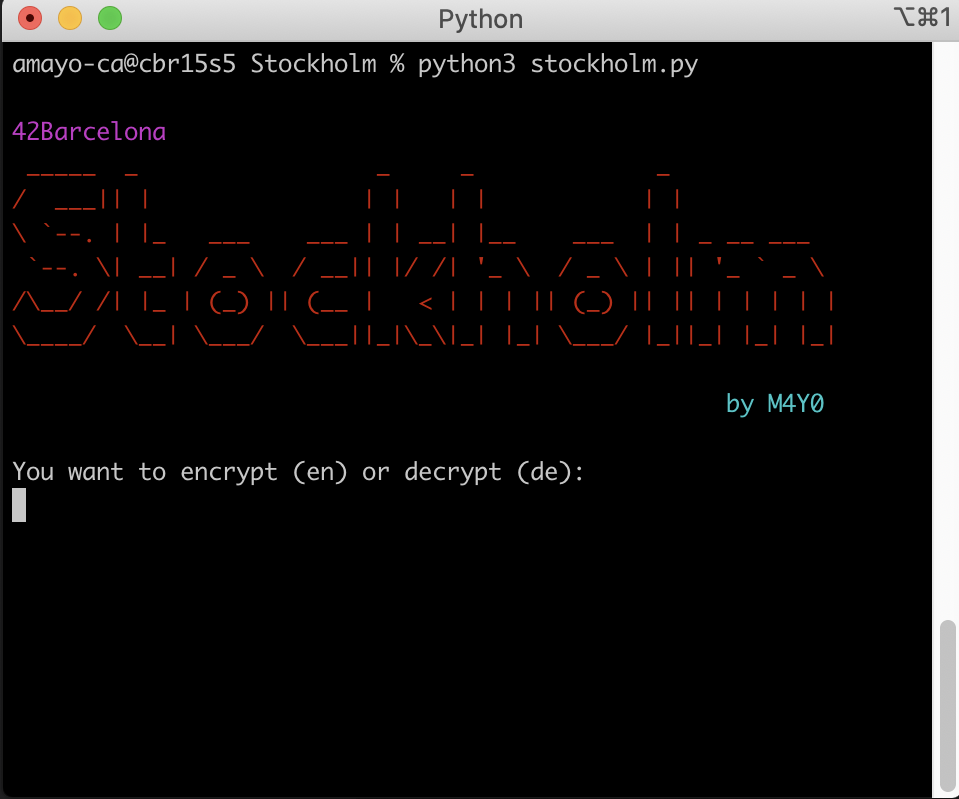 Python
⌥⌘1
amayo-ca@cbr15s5 Stockholm % python3 stockholm.py
42Barcelona
Stockholm
by M4Y0
You want to encrypt (en) or decrypt (de):